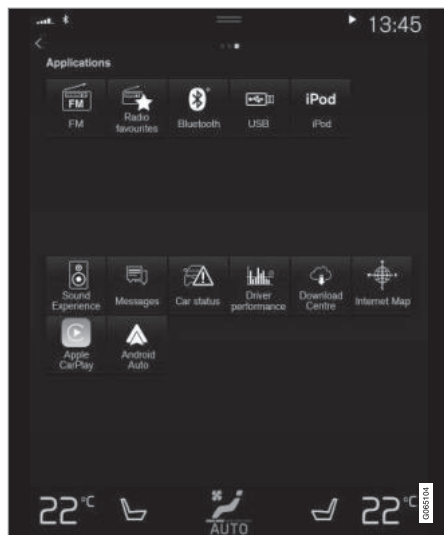 13:45
Applications
FM
iPod
FM
Radio
favourites
Bluetooth
USB
iPod
Sound
Experience
Messages
Car status
Driver
performance
Download
Centre
Internet Map
Apple
CarPlay
Android
Auto
22°C
AUTO
22°C
G065104